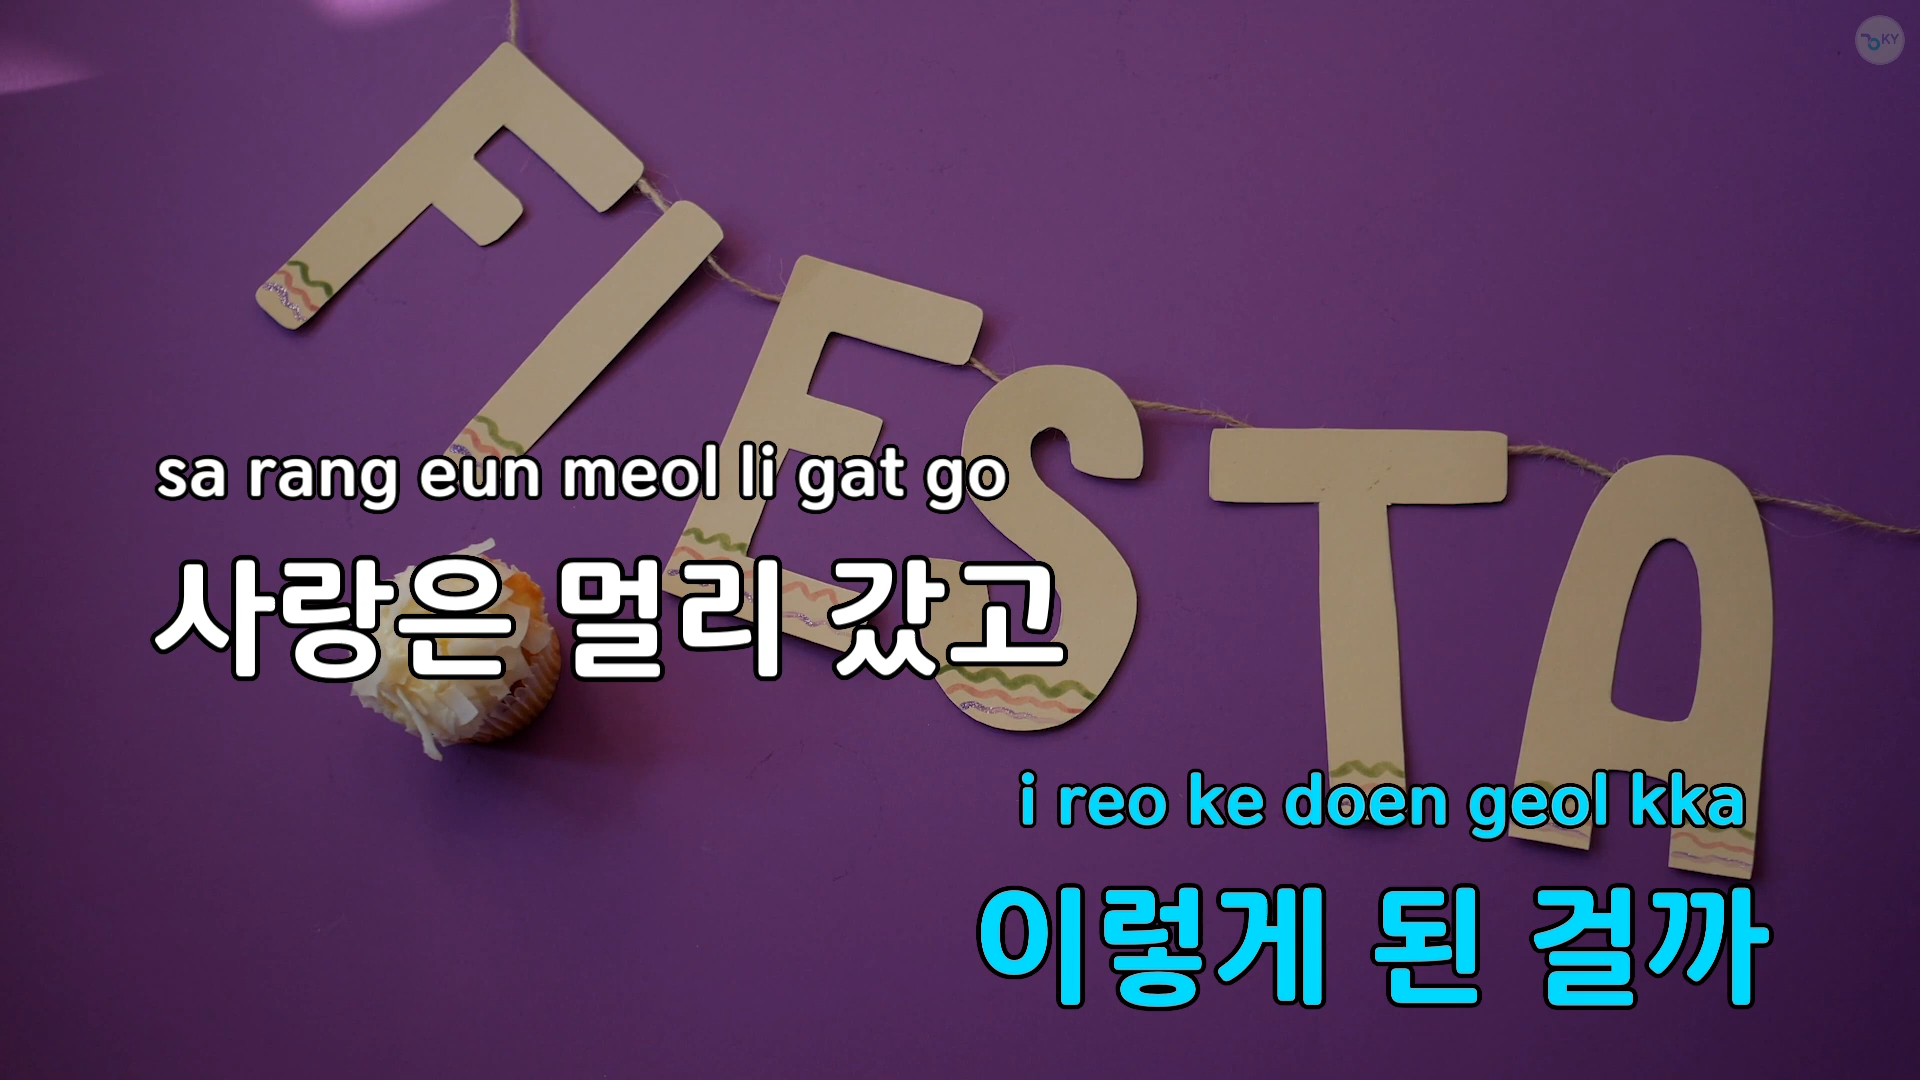 KY
FIESTA
sa rang eun meol li gat go
사랑은 멀리 갔고
i reo ke doen geol kka
이렇게 된 걸까